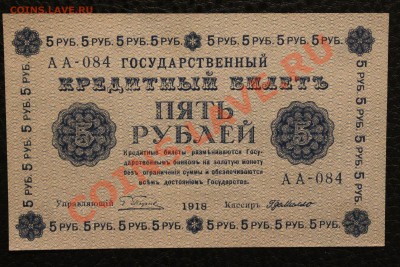 COINS.LAVE.RU
5 РУБ. 5 РУБ. 5 РУБ. 5 РУБ. 5 РУБ. 5 РУБ. 5 РУБ. 5 РУБ.
АА-084 ГОСУДАРСТВЕННЫЙ
КРЕДИТНЫЙ БИЛЕТЪ
ПЯТЬ
РУБЛЕЙ
5 5
Кредитные билеты размѣниваются Госу-
дарственнымъ банкомъ на золотую монету
безъ ограниченія суммы и обезпечиваются
всѣмъ достояніемъ Государства.
АА-084
Управляющій 1918 Кассиръ
5 РУБ. 5 РУБ. 5 РУБ. 5 РУБ. 5 РУБ. 5 РУБ. 5 РУБ. 5 РУБ.
COINS.LAVE.RU